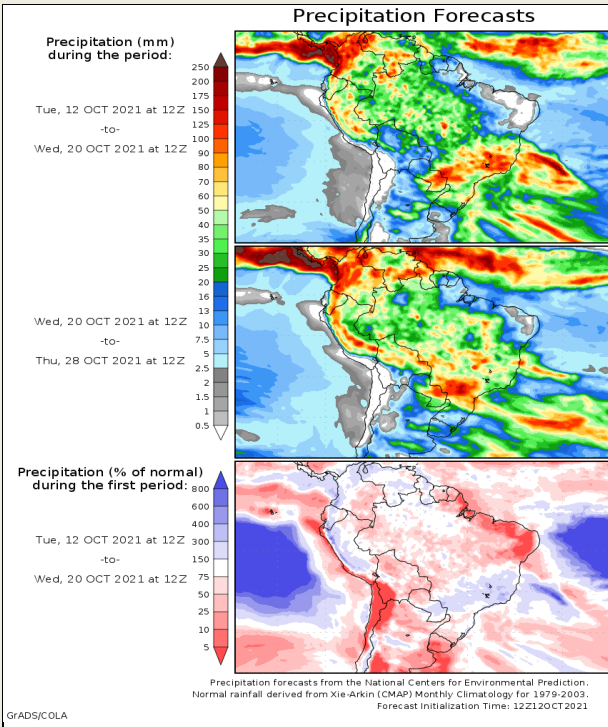 Precipitation Forecasts
Precipitation (mm)
during the period:
Tue, 12 OCT 2021 at 12Z
-to-
Wed, 20 OCT 2021 at 12Z
250
200
175
150
125
100
90
80
70
60
50
40
35
30
25
20
16
13
10
7.5
5
2.5
2
1.5
1
0.5
Wed, 20 OCT 2021 at 12Z
-to-
Thu, 28 OCT 2021 at 12Z
Precipitation (% of normal)
during the first period:
Tue, 12 OCT 2021 at 12Z
-to-
Wed, 20 OCT 2021 at 12Z
800
600
400
300
150
75
50
25
10
5
Precipitation forecasts from the National Centers for Environmental Prediction.
Normal rainfall derived from Xie-Arkin (CMAP) Monthly Climatology for 1979-2003.
Forecast Initialization Time: 12Z12OCT2021
GrADS/COLA